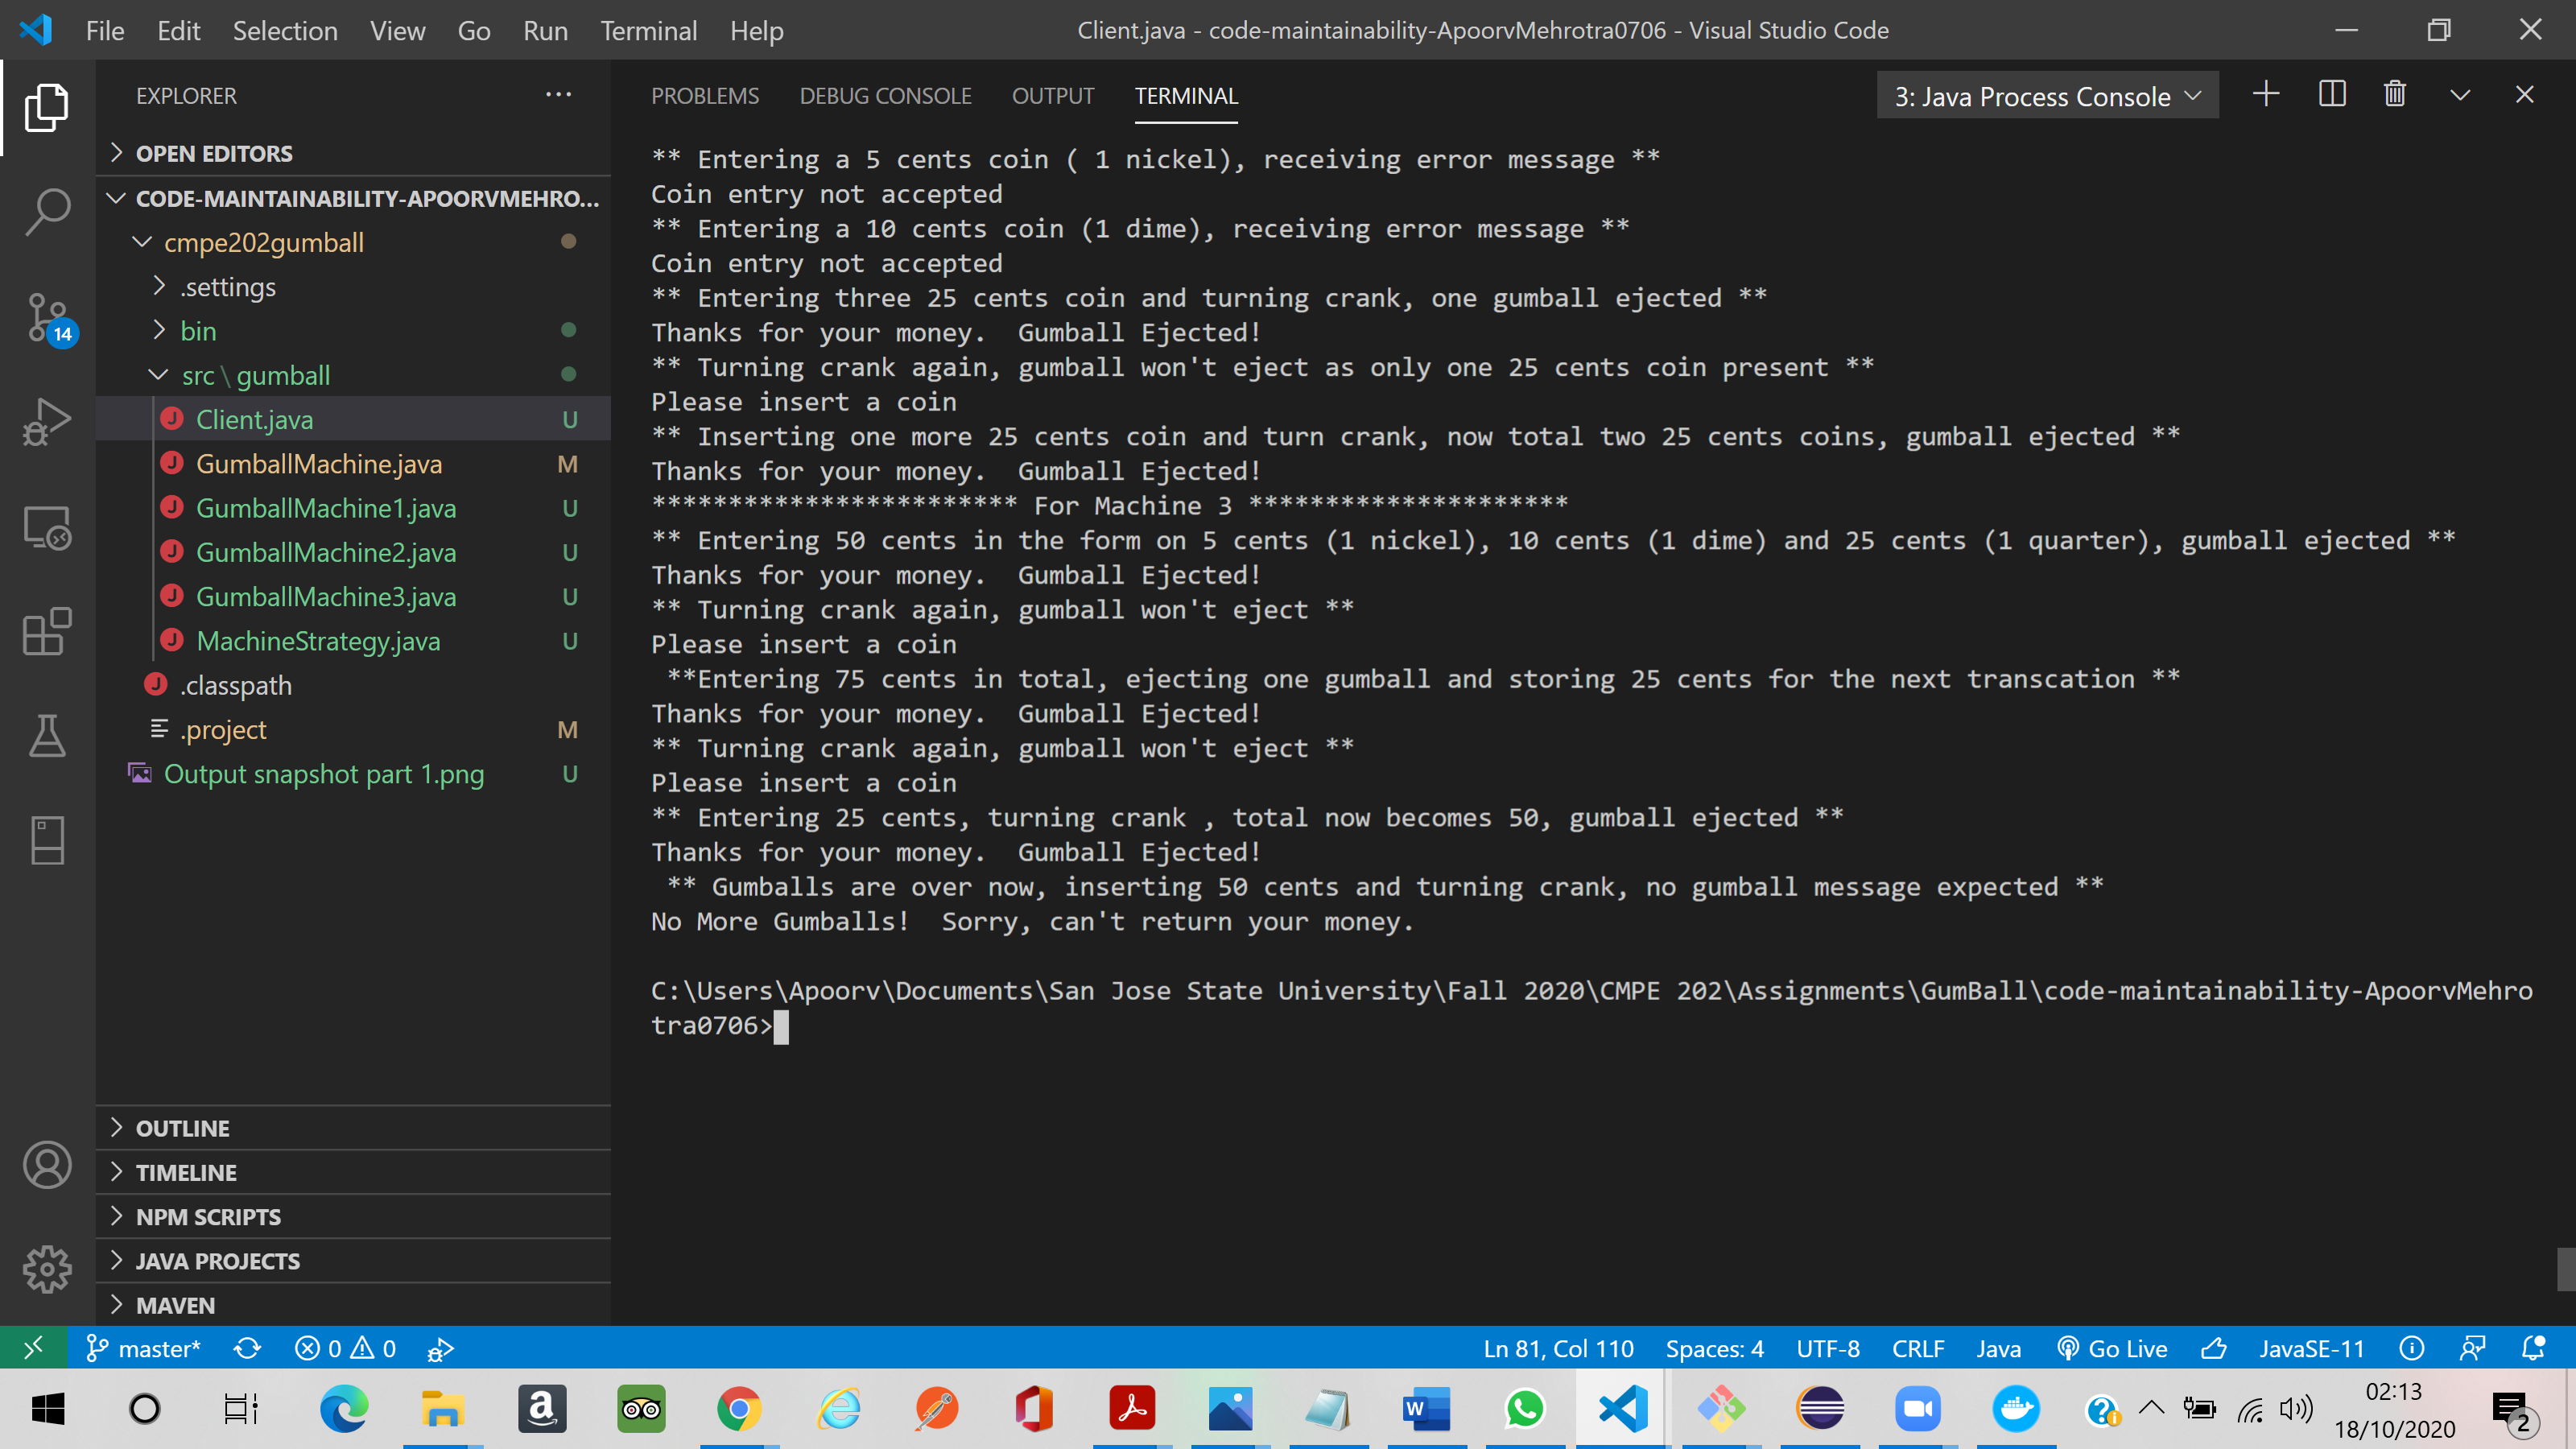 File Edit Selection View Go Run Terminal Help
Client.java - code-maintainability-ApoorvMehrotra0706 - Visual Studio Code
EXPLORER
OPEN EDITORS
CODE-MAINTAINABILITY-APOORVMEHRO...
cmpe202gumball
.settings
bin
src \ gumball
Client.java U
GumballMachine.java M
GumballMachine1.java U
GumballMachine2.java U
GumballMachine3.java U
MachineStrategy.java U
.classpath
.project M
Output snapshot part 1.png U
14
OUTLINE
TIMELINE
NPM SCRIPTS
JAVA PROJECTS
MAVEN
PROBLEMS DEBUG CONSOLE OUTPUT TERMINAL
3: Java Process Console
** Entering a 5 cents coin ( 1 nickel), receiving error message **
Coin entry not accepted
** Entering a 10 cents coin (1 dime), receiving error message **
Coin entry not accepted
** Entering three 25 cents coin and turning crank, one gumball ejected **
Thanks for your money.  Gumball Ejected!
** Turning crank again, gumball won't eject as only one 25 cents coin present **
Please insert a coin
** Inserting one more 25 cents coin and turn crank, now total two 25 cents coins, gumball ejected **
Thanks for your money.  Gumball Ejected!
************************ For Machine 3 *********************
** Entering 50 cents in the form on 5 cents (1 nickel), 10 cents (1 dime) and 25 cents (1 quarter), gumball ejected **
Thanks for your money.  Gumball Ejected!
** Turning crank again, gumball won't eject **
Please insert a coin
**Entering 75 cents in total, ejecting one gumball and storing 25 cents for the next transcation **
Thanks for your money.  Gumball Ejected!
** Turning crank again, gumball won't eject **
Please insert a coin
** Entering 25 cents, turning crank , total now becomes 50, gumball ejected **
Thanks for your money.  Gumball Ejected!
** Gumballs are over now, inserting 50 cents and turning crank, no gumball message expected **
No More Gumballs!  Sorry, can't return your money.
C:\Users\Apoorv\Documents\San Jose State University\Fall 2020\CMPE 202\Assignments\GumBall\code-maintainability-ApoorvMehro
tra0706>
master* 0 0 Ln 81, Col 110 Spaces: 4 UTF-8 CRLF Java Go Live JavaSE-11
02:13
18/10/2020
2